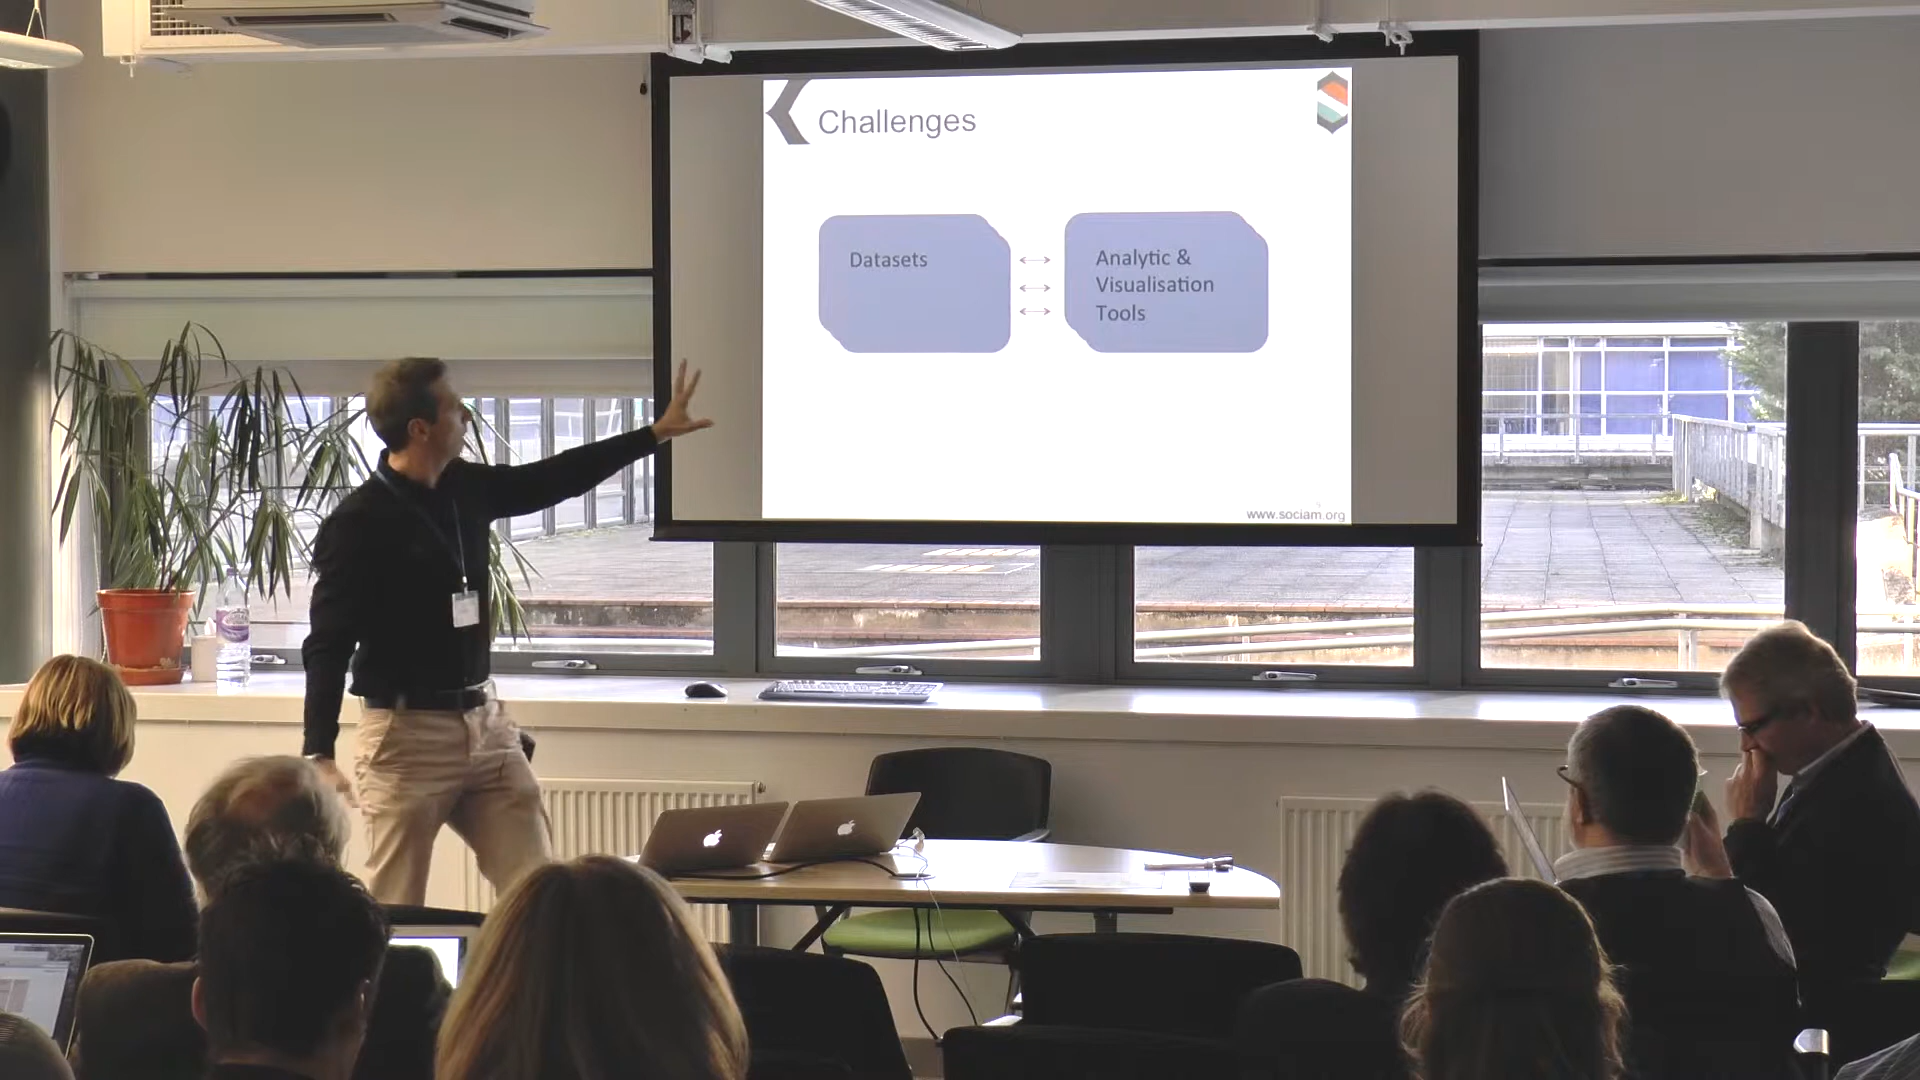 Challenges
Datasets
Analytic &
Visualisation
Tools
www.sociam.org